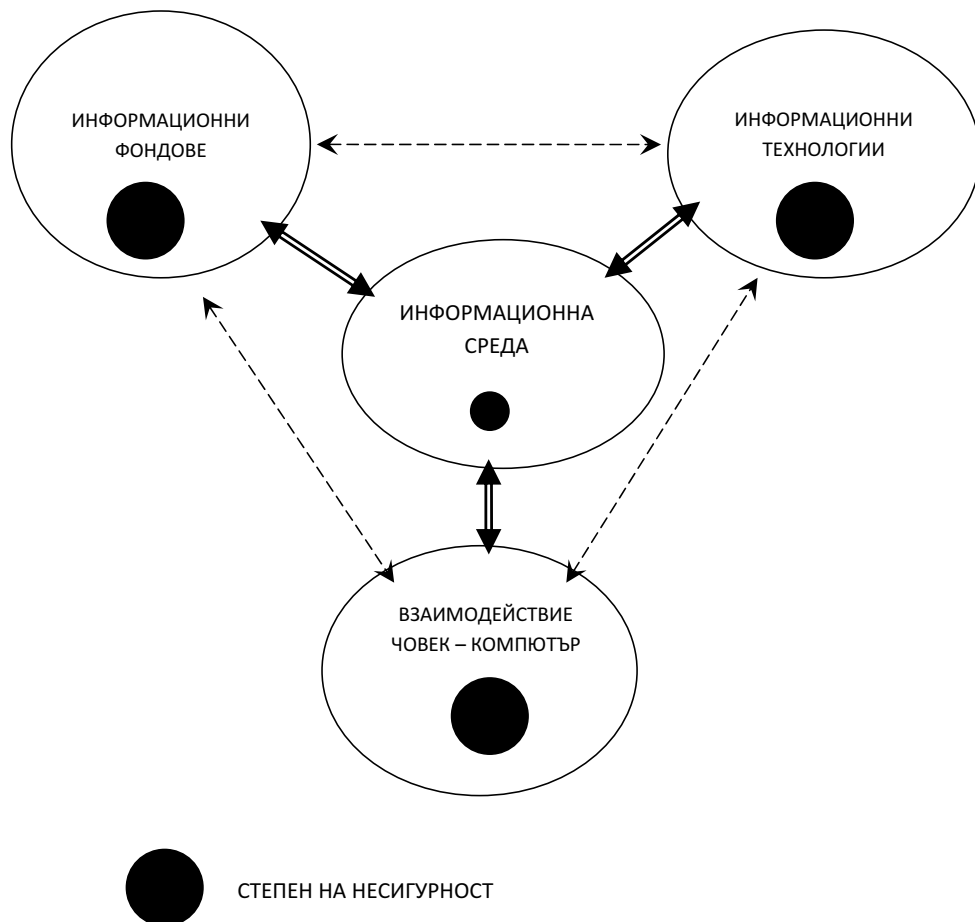 ИНФОРМАЦИОННИ
ФОНДОВЕ
ИНФОРМАЦИОННИ
ТЕХНОЛОГИИ
ИНФОРМАЦИОННА
СРЕДА
ВЗАИМОДЕЙСТВИЕ
ЧОВЕК – КОМПЮТЪР
СТЕПЕН НА НЕСИГУРНОСТ